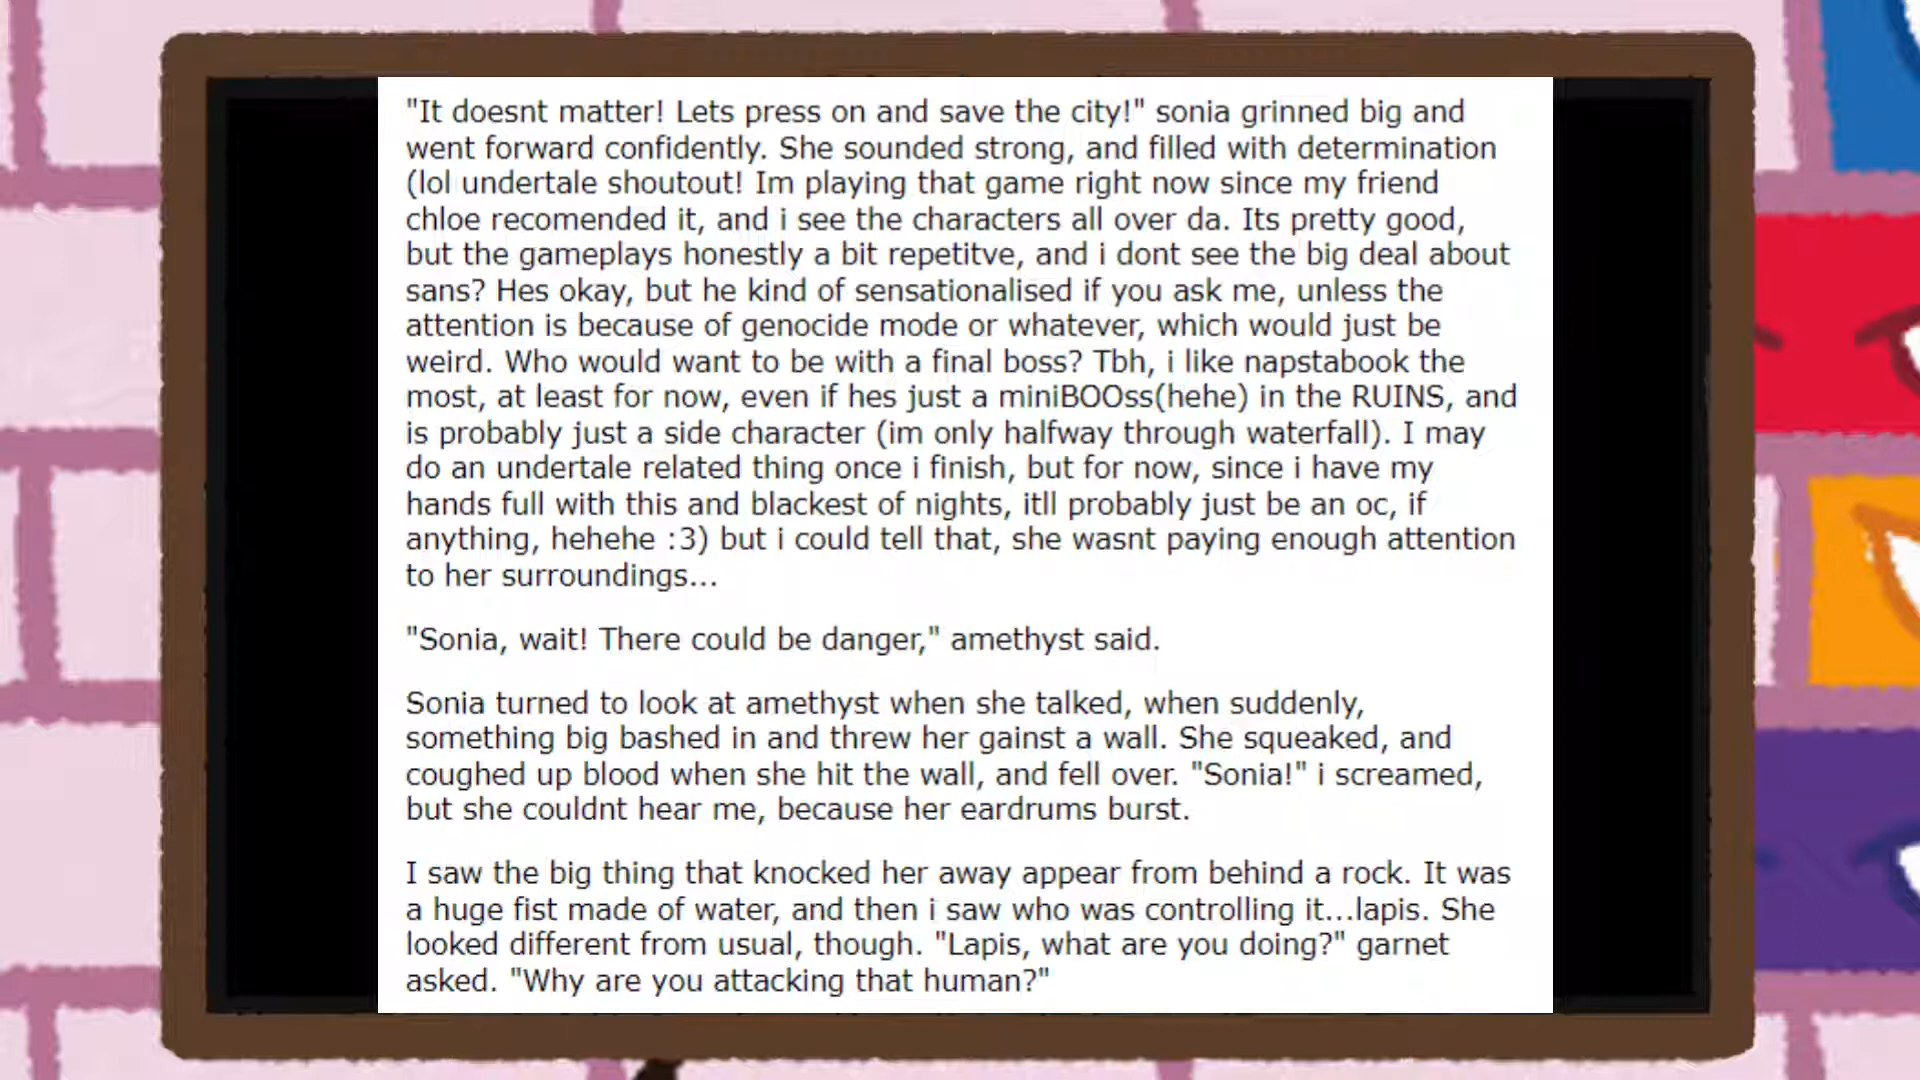 "It doesnt matter! Lets press on and save the city!" sonia grinned big and
went forward confidently. She sounded strong, and filled with determination
(lol undertale shoutout! Im playing that game right now since my friend
chloe recomended it, and i see the characters all over da. Its pretty good,
but the gameplays honestly a bit repetitve, and i dont see the big deal about
sans? Hes okay, but he kind of sensationalised if you ask me, unless the
attention is because of genocide mode or whatever, which would just be
weird. Who would want to be with a final boss? Tbh, i like napstabook the
most, at least for now, even if hes just a miniBOOss(hehe) in the RUINS, and
is probably just a side character (im only halfway through waterfall). I may
do an undertale related thing once i finish, but for now, since i have my
hands full with this and blackest of nights, itll probably just be an oc, if
anything, hehehe :3) but i could tell that, she wasnt paying enough attention
to her surroundings...
"Sonia, wait! There could be danger," amethyst said.
Sonia turned to look at amethyst when she talked, when suddenly,
something big bashed in and threw her gainst a wall. She squeaked, and
coughed up blood when she hit the wall, and fell over. "Sonia!" i screamed,
but she couldnt hear me, because her eardrums burst.
I saw the big thing that knocked her away appear from behind a rock. It was
a huge fist made of water, and then i saw who was controlling it...lapis. She
looked different from usual, though. "Lapis, what are you doing?" garnet
asked. "Why are you attacking that human?"